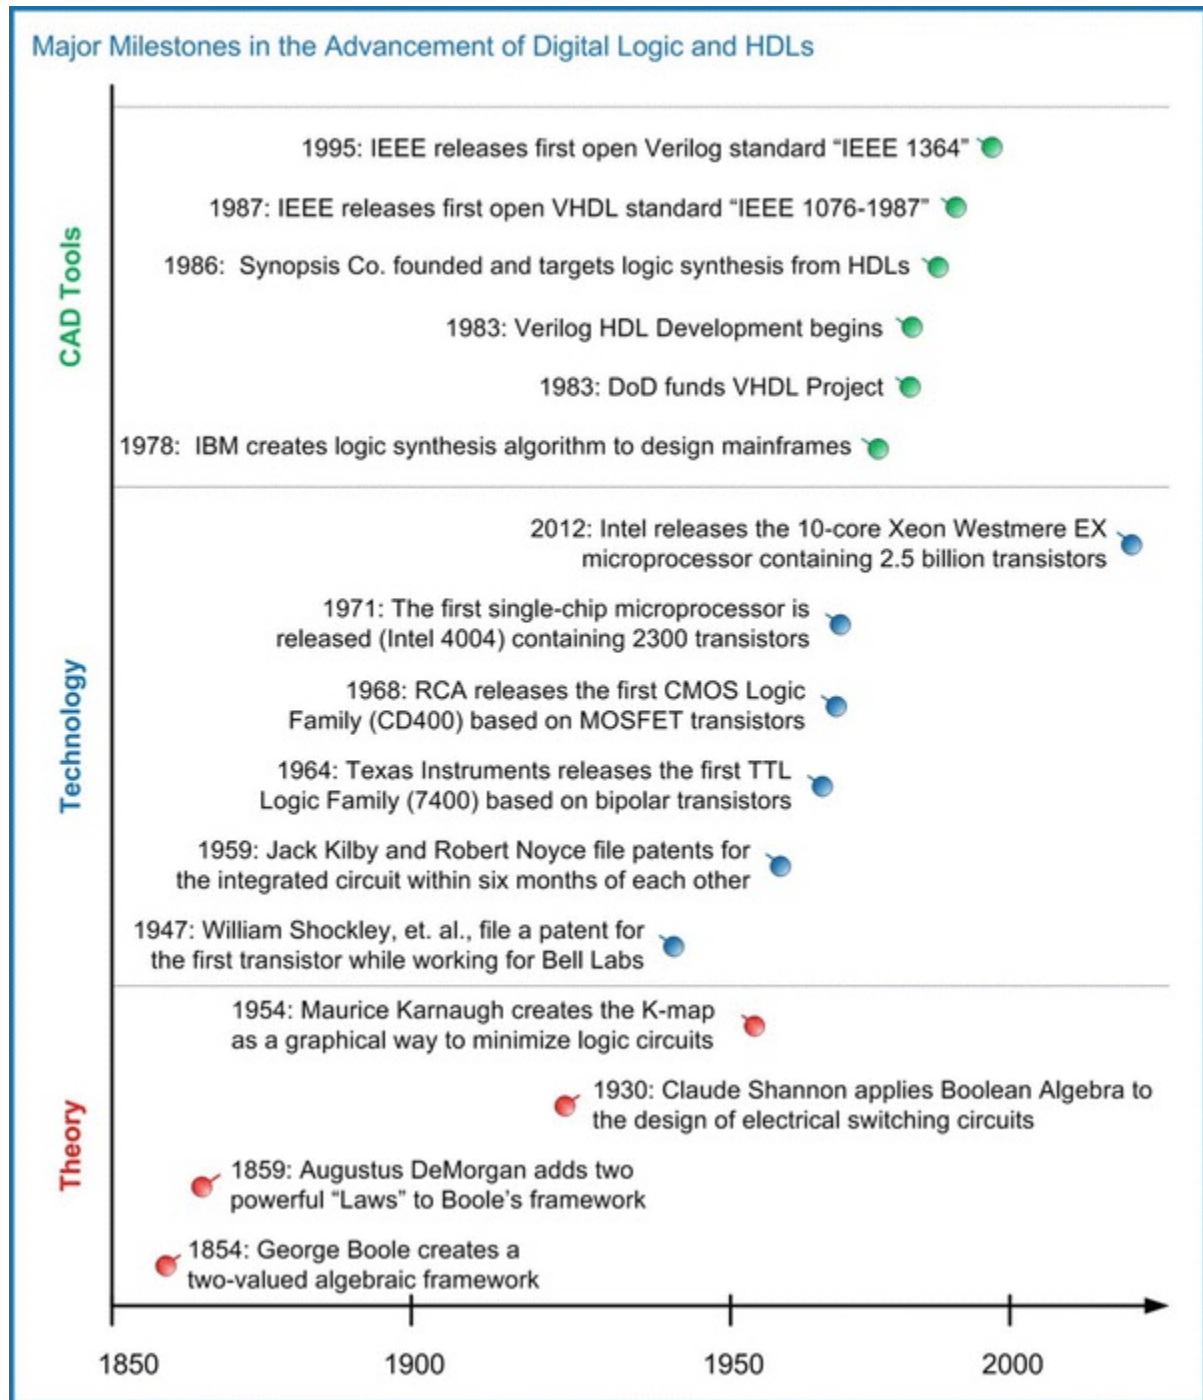 Major Milestones in the Advancement of Digital Logic and HDLs
CAD Tools
1995: IEEE releases first open Verilog standard “IEEE 1364”
1987: IEEE releases first open VHDL standard “IEEE 1076-1987”
1986:  Synopsis Co. founded and targets logic synthesis from HDLs
1983: Verilog HDL Development begins
1983: DoD funds VHDL Project
1978:  IBM creates logic synthesis algorithm to design mainframes
Technology
2012: Intel releases the 10-core Xeon Westmere EX
microprocessor containing 2.5 billion transistors
1971: The first single-chip microprocessor is
released (Intel 4004) containing 2300 transistors
1968: RCA releases the first CMOS Logic
Family (CD400) based on MOSFET transistors
1964: Texas Instruments releases the first TTL
Logic Family (7400) based on bipolar transistors
1959: Jack Kilby and Robert Noyce file patents for
the integrated circuit within six months of each other
1947: William Shockley, et. al., file a patent for
the first transistor while working for Bell Labs
Theory
1954: Maurice Karnaugh creates the K-map
as a graphical way to minimize logic circuits
1930: Claude Shannon applies Boolean Algebra to
the design of electrical switching circuits
1859: Augustus DeMorgan adds two
powerful “Laws” to Boole’s framework
1854: George Boole creates a
two-valued algebraic framework
1850 1900 1950 2000